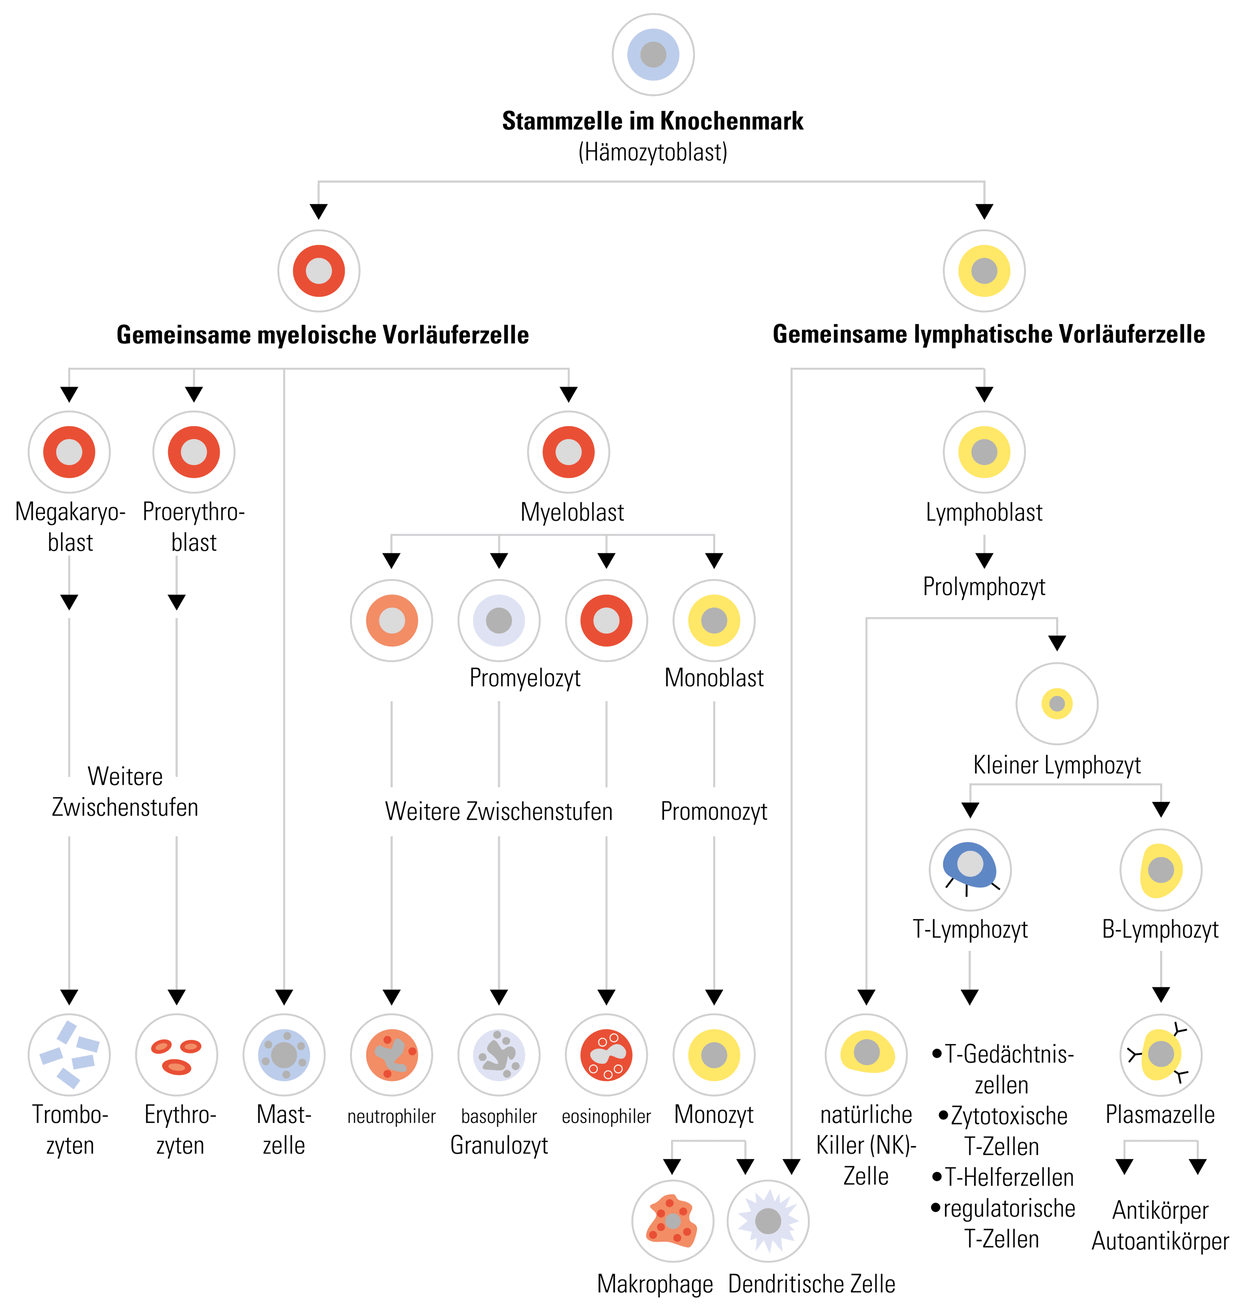 Stammzelle im Knochenmark
(Hämozytoblast)
Gemeinsame myeloische Vorläuferzelle
Gemeinsame lymphatische Vorläuferzelle
Megakaryo-
blast
Proerythro-
blast
Myeloblast
Lymphoblast
Prolymphozyt
Promyelozyt
Monoblast
Kleiner Lymphozyt
Weitere
Zwischenstufen
Weitere Zwischenstufen
Promonozyt
T-Lymphozyt
B-Lymphozyt
Trombo-
zyten
Erythro-
zyten
Mast-
zelle
neutrophiler
basophiler
eosinophiler
Granulozyt
Monozyt
natürliche
Killer (NK)-
Zelle
•T-Gedächtnis-
zellen
•Zytotoxische
T-Zellen
•T-Helferzellen
•regulatorische
T-Zellen
Plasmazelle
Antikörper
Autoantikörper
Makrophage
Dendritische Zelle